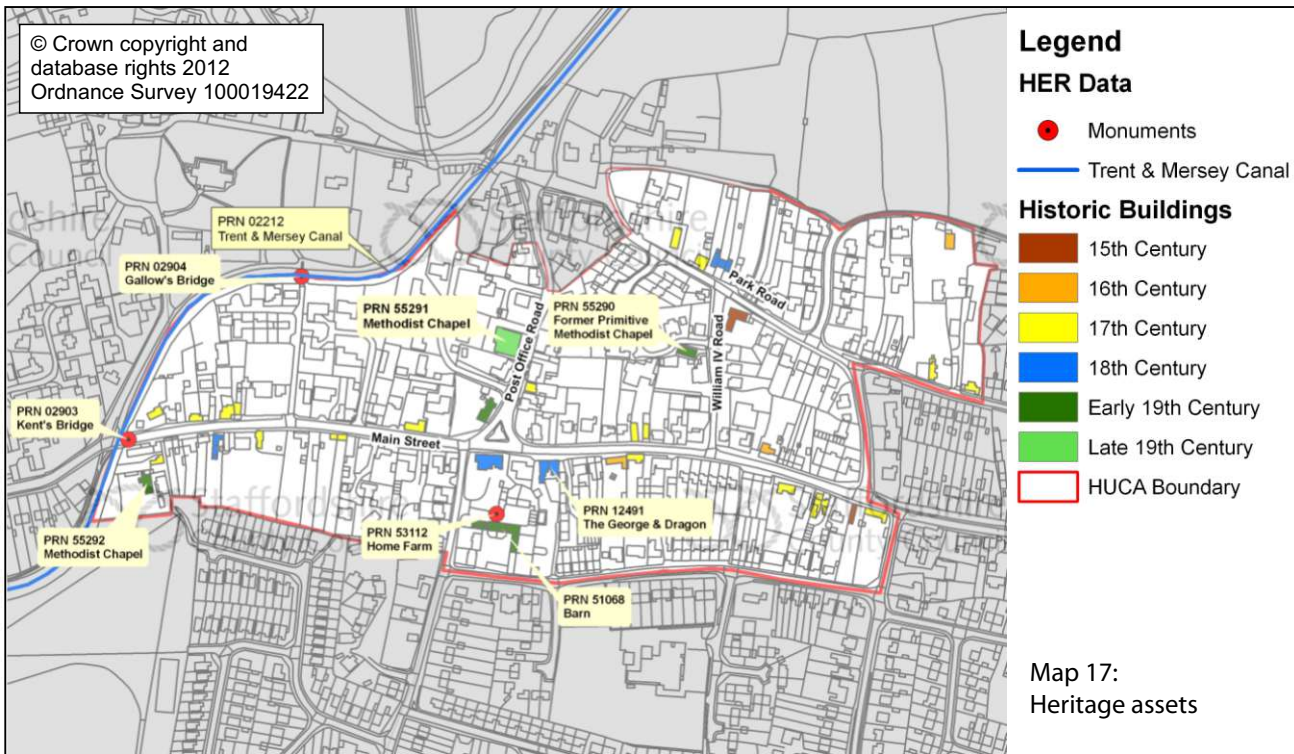 © Crown copyright and
database rights 2012
Ordnance Survey 100019422
PRN 02212
Trent & Mersey Canal
PRN 02904
Gallow's Bridge
PRN 55291
Methodist Chapel
PRN 55290
Former Primitive
Methodist Chapel
Park Road
Post Office Road
William IV Road
PRN 02903
Kent's Bridge
Main Street
PRN 12491
The George & Dragon
PRN 55292
Methodist Chapel
PRN 53112
Home Farm
PRN 51068
Barn
Legend
HER Data
Monuments
Trent & Mersey Canal
Historic Buildings
15th Century
16th Century
17th Century
18th Century
Early 19th Century
Late 19th Century
HUCA Boundary
Map 17:
Heritage assets